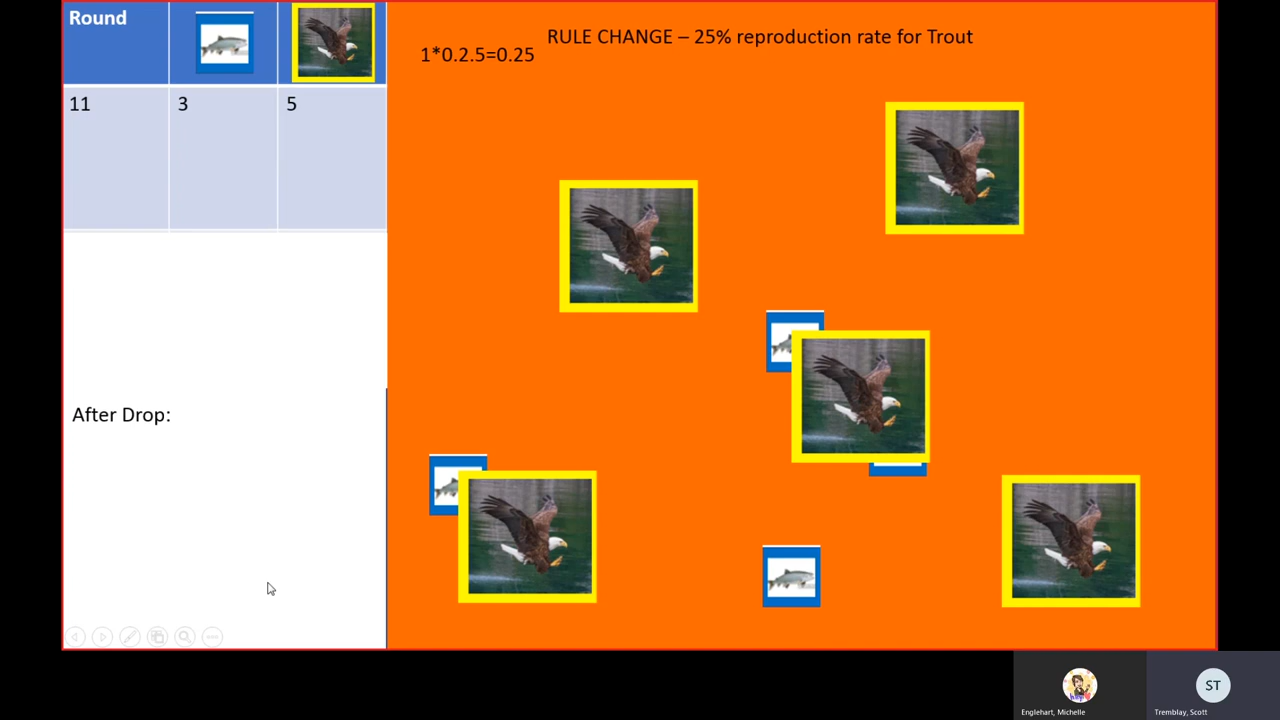 Round
11 3 5
RULE CHANGE – 25% reproduction rate for Trout
1*0.2.5=0.25
After Drop:
ST
Englehart, Michelle
Tremblay, Scott